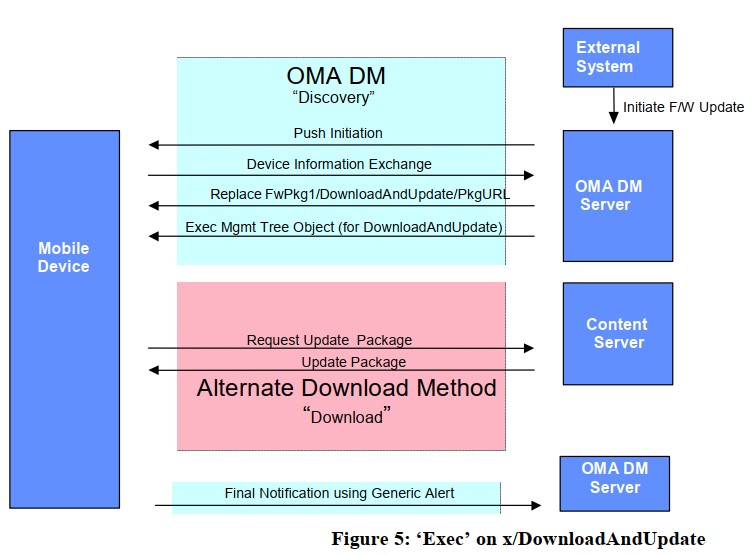 External
System
OMA DM
“Discovery”
Initiate F/W Update
Push Initiation
Device Information Exchange
Replace FwPkg1/DownloadAndUpdate/PkgURL
OMA DM
Server
Exec Mgmt Tree Object (for DownloadAndUpdate)
Mobile
Device
Content
Server
Request Update Package
Update Package
Alternate Download Method
“Download”
OMA DM
Server
Final Notification using Generic Alert
Figure 5: ‘Exec’ on x/DownloadAndUpdate